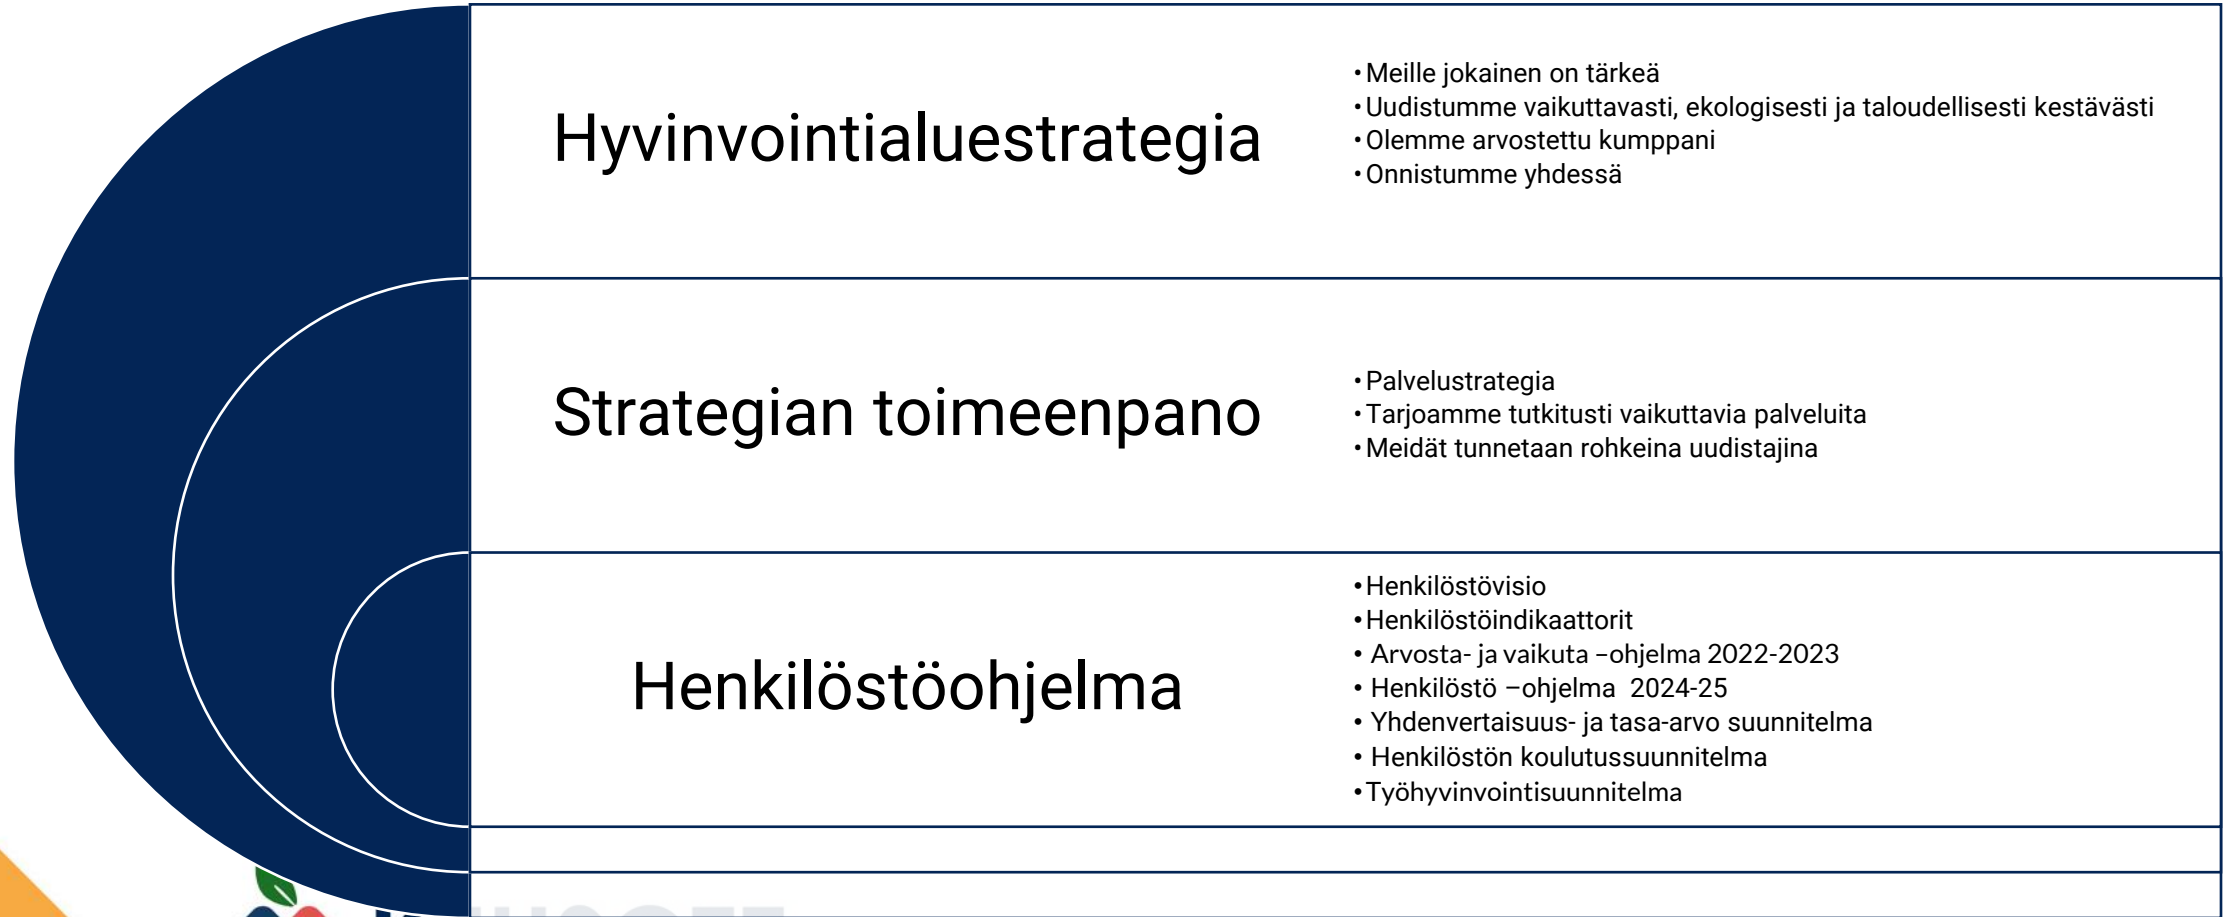 Hyvinvointialuestrategia
•Meille jokainen on tärkeä
•Uudistumme vaikuttavasti, ekologisesti ja taloudellisesti kestävästi
•Olemme arvostettu kumppani
•Onnistumme yhdessä
Strategian toimeenpano
•Palvelustrategia
•Tarjoamme tutkitusti vaikuttavia palveluita
•Meidät tunnetaan rohkeina uudistajina
Henkilöstöohjelma
•Henkilöstövisio
•Henkilöstöindikaattorit
• Arvosta- ja vaikuta –ohjelma 2022-2023
• Henkilöstö –ohjelma 2024-25
• Yhdenvertaisuus- ja tasa-arvo suunnitelma
• Henkilöstön koulutussuunnitelma
•Työhyvinvointisuunnitelma